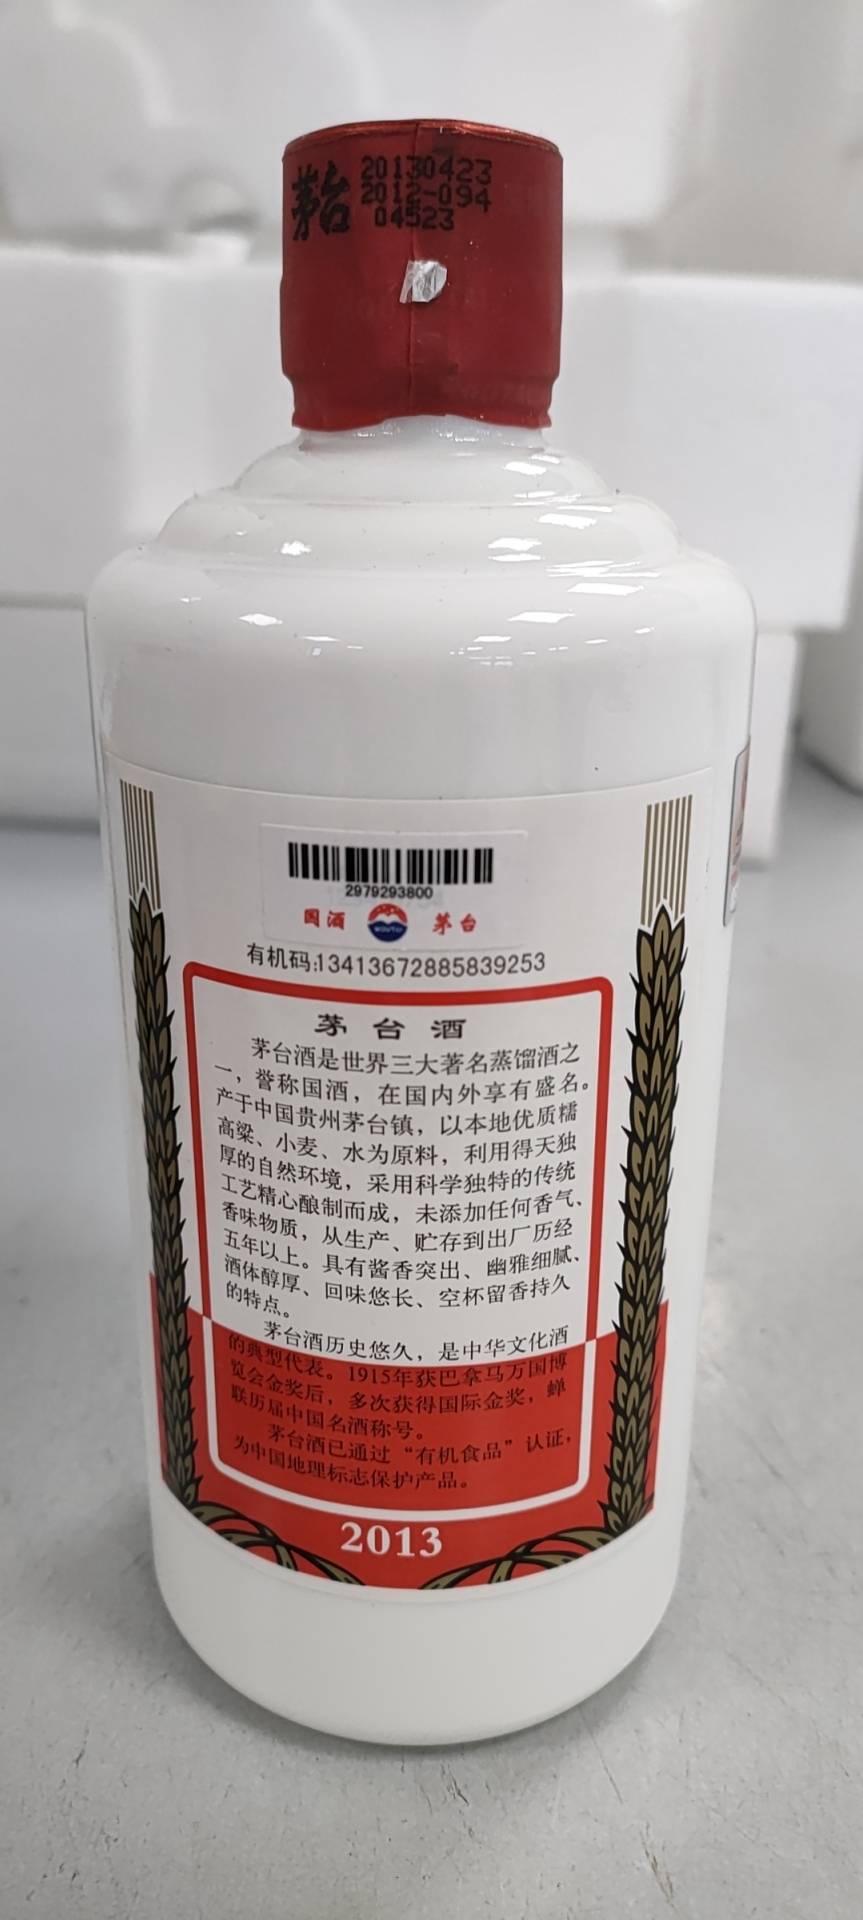 茅台
20130423
2012-094
04523
2979293800
国酒
MOUTAI
茅台
有机码:13413672885839253
茅台酒
茅台酒是世界三大著名蒸馏酒之
一，誉称国酒，在国内外享有盛名。
产于中国贵州茅台镇，以本地优质糯
高粱、小麦、水为原料，利用得天独
厚的自然环境，采用科学独特的传统
工艺精心酿制而成，未添加任何香气、
香味物质，从生产、贮存到出厂历经
五年以上。具有酱香突出、幽雅细腻、
酒体醇厚、回味悠长、空杯留香持久
的特点。
茅台酒历史悠久，是中华文化酒
的典型代表。1915年获巴拿马万国博
览会金奖后，多次获得国际金奖，蝉
联历届中国名酒称号。
茅台酒已通过“有机食品”认证，
为中国地理标志保护产品。
2013